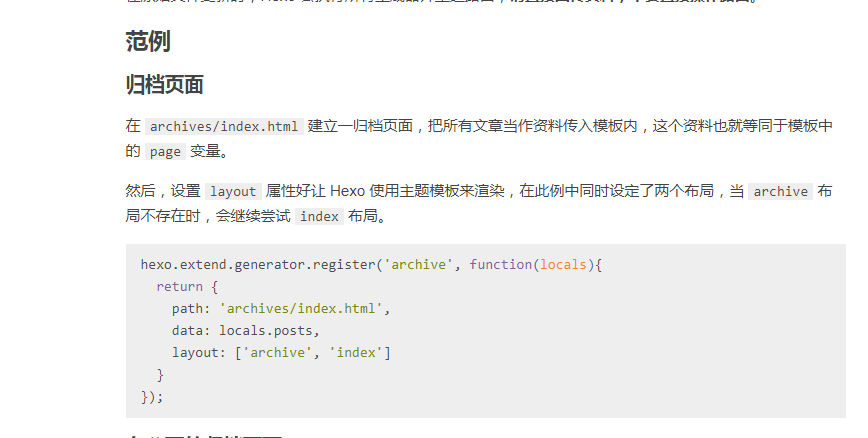 范例
归档页面
在 archives/index.html 建立一归档页面，把所有文章当作资料传入模板内，这个资料也就等同于模板中
的 page 变量。
然后，设置 layout 属性好让 Hexo 使用主题模板来渲染，在此例中同时设定了两个布局，当 archive 布
局不存在时，会继续尝试 index 布局。
hexo.extend.generator.register('archive', function(locals){
  return {
    path: 'archives/index.html',
    data: locals.posts,
    layout: ['archive', 'index']
  }
});